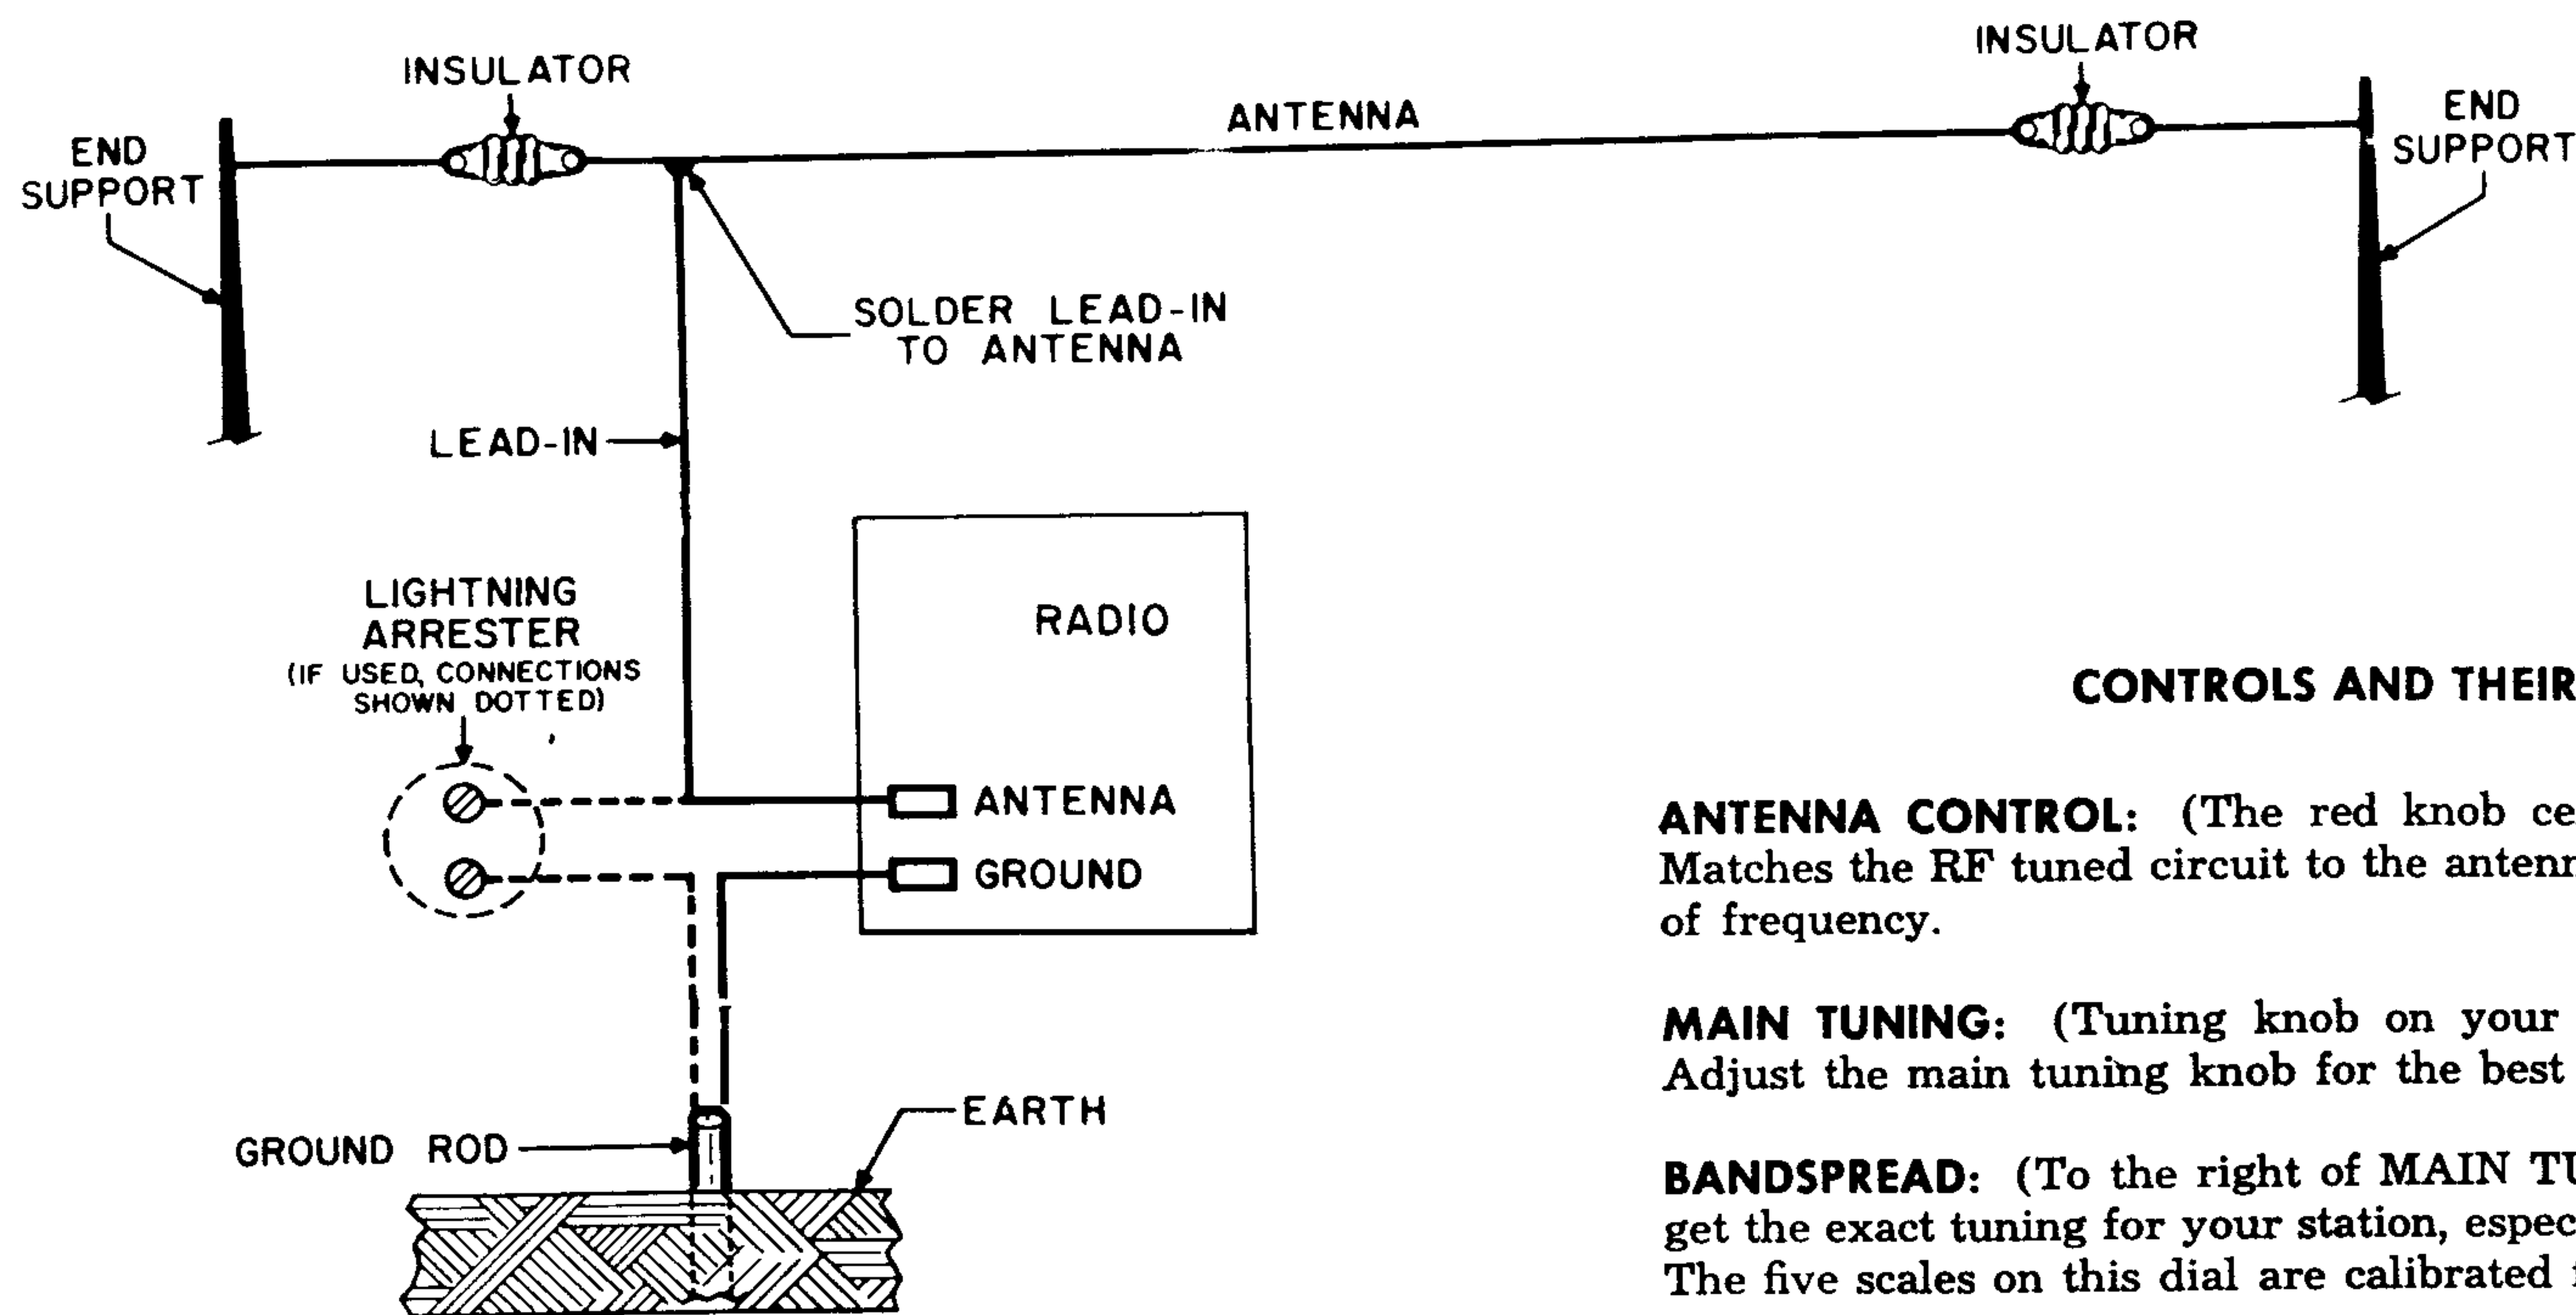 INSULATOR
INSULATOR
ANTENNA
END
SUPPORT
END
SUPPORT
SOLDER LEAD-IN
TO ANTENNA
LEAD-IN
LIGHTNING
ARRESTER
(IF USED, CONNECTIONS
SHOWN DOTTED)
RADIO
ANTENNA
GROUND
GROUND ROD
EARTH
CONTROLS AND THEIR
ANTENNA CONTROL: (The red knob ce
Matches the RF tuned circuit to the antenn
of frequency.
MAIN TUNING: (Tuning knob on your
Adjust the main tuning knob for the best
BANDSPREAD: (To the right of MAIN TU
get the exact tuning for your station, espec
The five scales on this dial are calibrated